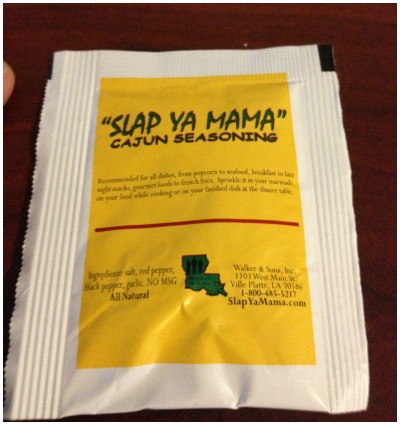 "SLAP YA MAMA"
CAJUN SEASONING
Recommended for all dishes, from popcorn to seafood, breakfast to late
night snacks, gourmet foods to french fries. Sprinkle it in your marinade,
on your food while cooking or on your finished dish at the dinner table.
Ingredients: salt, red pepper,
black pepper, garlic. NO MSG
All Natural
Walker & Sons, Inc.
1103 West Main St.
Ville Platte, LA 70586
1-800-485-5217
SlapYaMama.com